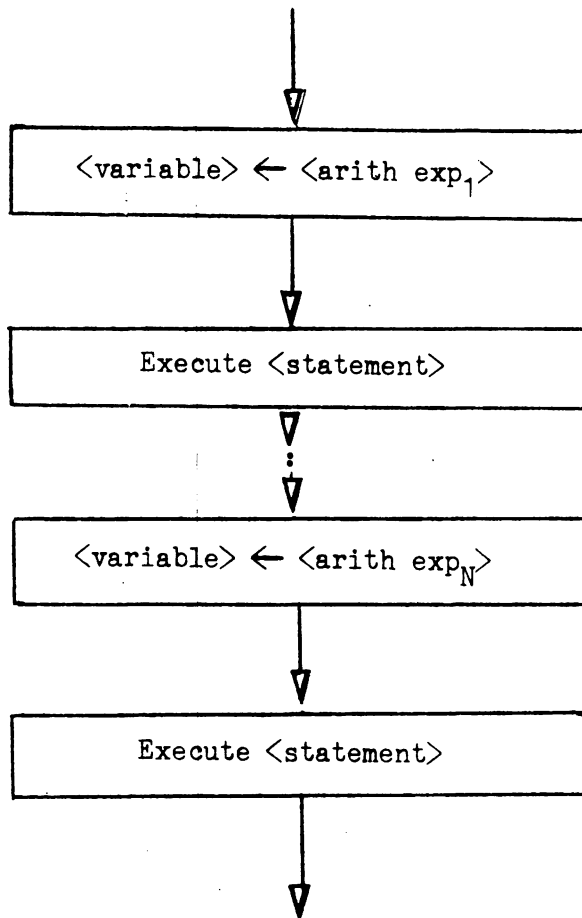 <variable> ← <arith exp₁>
Execute <statement>
<variable> ← <arith exp_N>
Execute <statement>